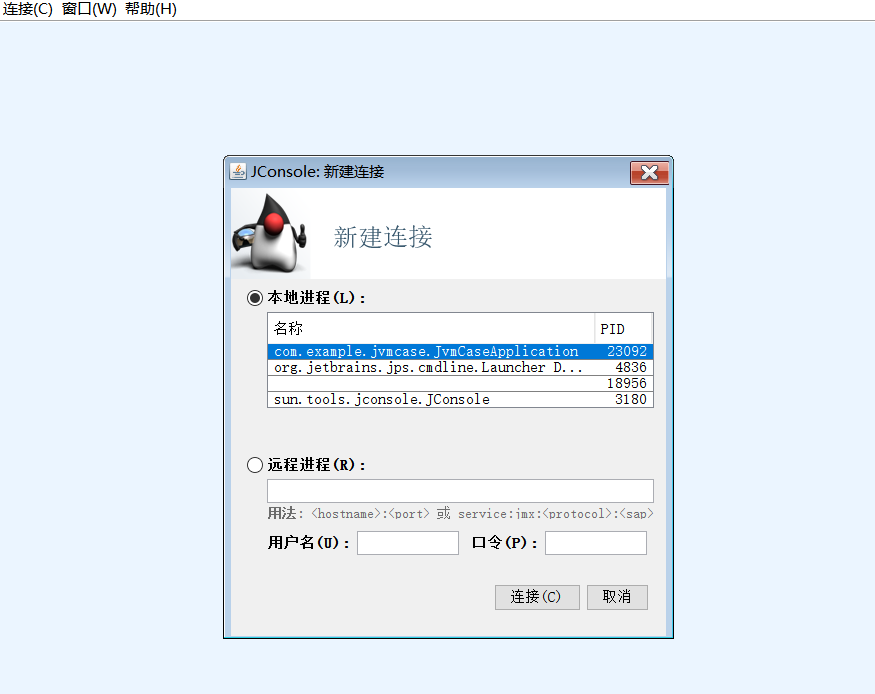 连接(C) 窗口(W) 帮助(H)
JConsole: 新建连接
新建连接
本地进程(L):
名称 PID
com.example.jvmcase.JvmCaseApplication 23092
org.jetbrains.jps.cmdline.Launcher D... 4836
18956
sun.tools.jconsole.JConsole 3180
远程进程(R):
用法: <hostname>:<port> 或 service:jmx:<protocol>:<sap>
用户名(U): 口令(P):
连接(C) 取消